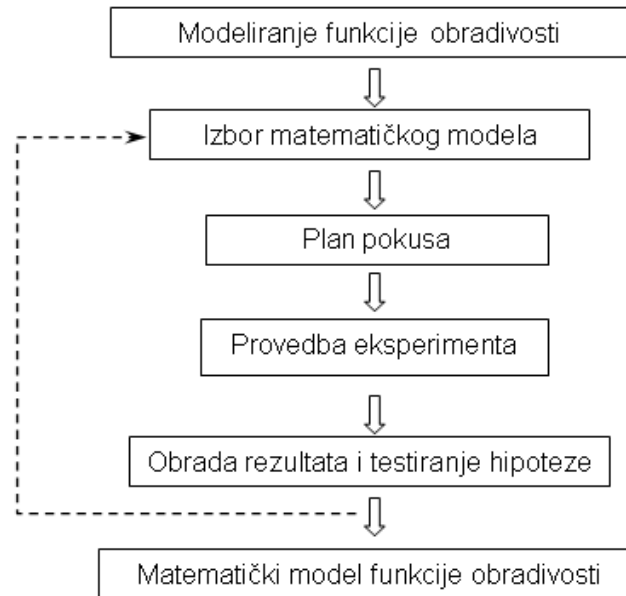 Modeliranje funkcije obradivosti
Izbor matematičkog modela
Plan pokusa
Provedba eksperimenta
Obrada rezultata i testiranje hipoteze
Matematički model funkcije obradivosti